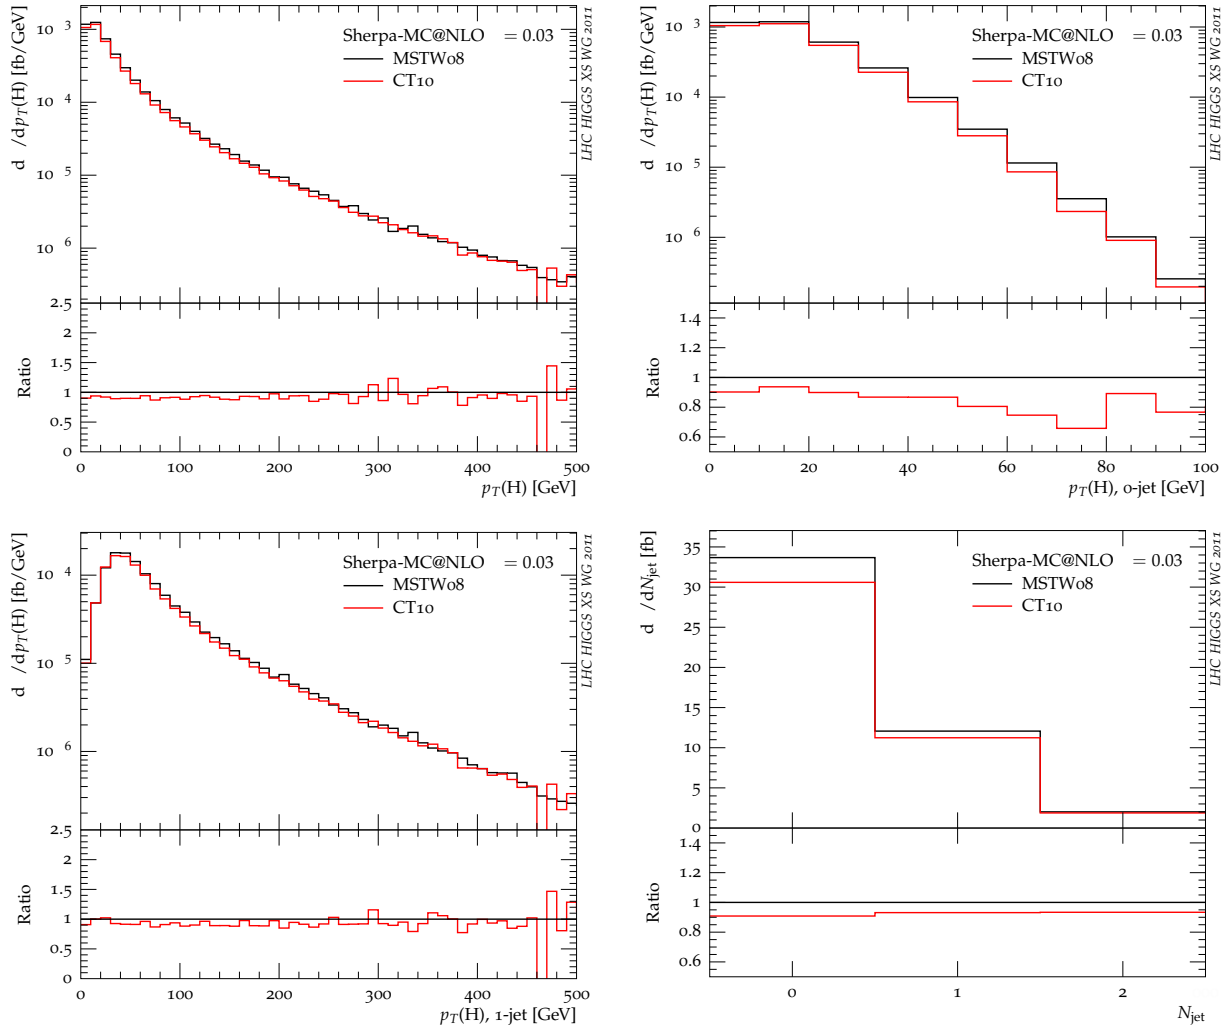 Sherpa-MC@NLO = 0.03
MSTW08
CT10
LHC HIGGS XS WG 2011
d /dpT(H) [fb/GeV]
10 3
10 4
10 5
10 6
2.5
2
1.5
1
0.5
0
Ratio
0 100 200 300 400 500
pT(H) [GeV]
Sherpa-MC@NLO = 0.03
MSTW08
CT10
LHC HIGGS XS WG 2011
d /dpT(H) [fb/GeV]
10 3
10 4
10 5
10 6
1.4
1.2
1
0.8
0.6
Ratio
0 20 40 60 80 100
pT(H), 0-jet [GeV]
Sherpa-MC@NLO = 0.03
MSTW08
CT10
LHC HIGGS XS WG 2011
d /dpT(H) [fb/GeV]
10 4
10 5
10 6
2.5
2
1.5
1
0.5
0
Ratio
0 100 200 300 400 500
pT(H), 1-jet [GeV]
Sherpa-MC@NLO = 0.03
MSTW08
CT10
LHC HIGGS XS WG 2011
d /dNjet [fb]
35
30
25
20
15
10
5
0
1.4
1.2
1
0.8
0.6
Ratio
0 1 2
Njet